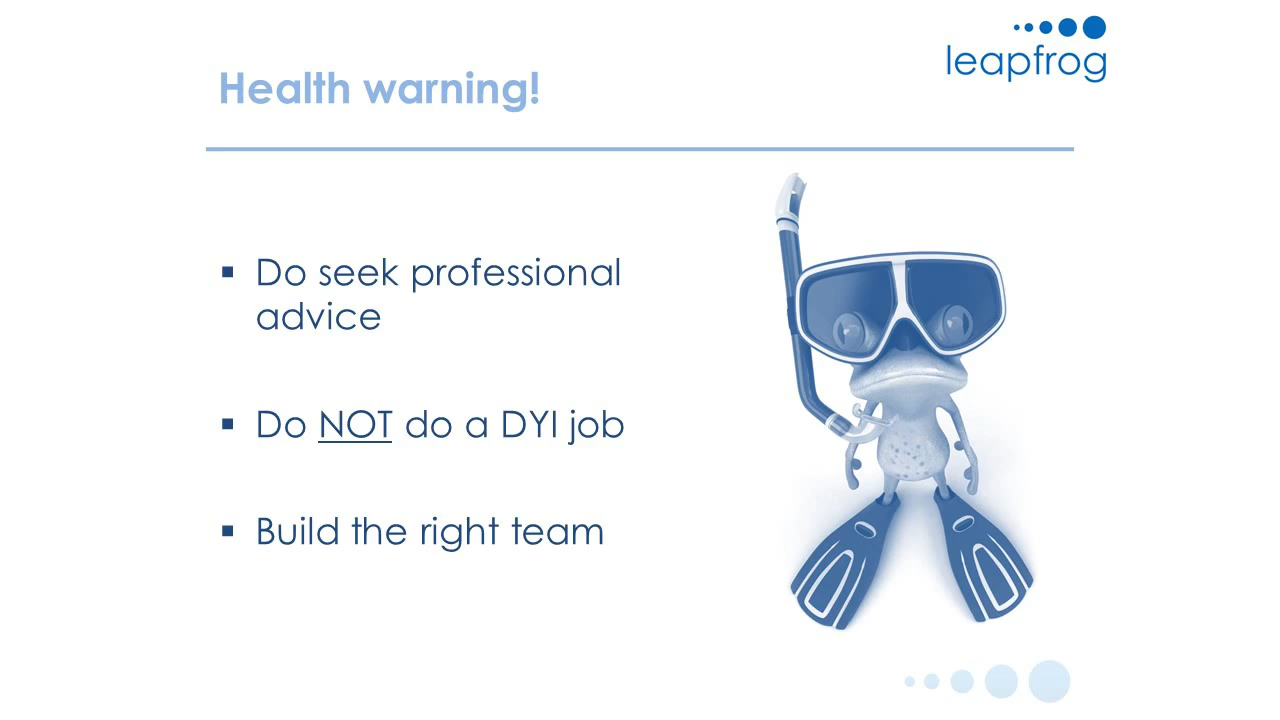 leapfrog
Health warning!
▪ Do seek professional
advice
▪ Do NOT do a DYI job
▪ Build the right team